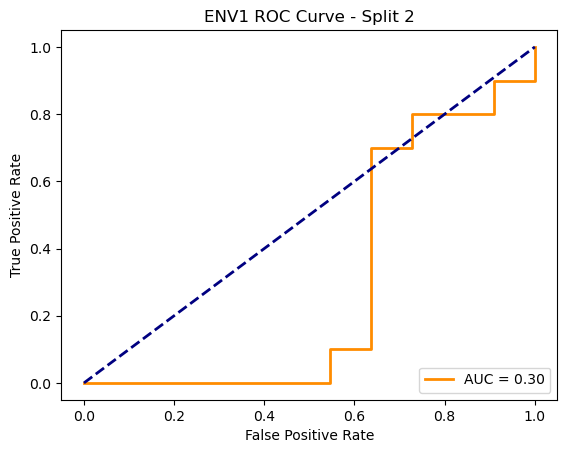 ENV1 ROC Curve - Split 2
True Positive Rate
1.0
0.8
0.6
0.4
0.2
0.0
AUC = 0.30
0.0 0.2 0.4 0.6 0.8 1.0
False Positive Rate